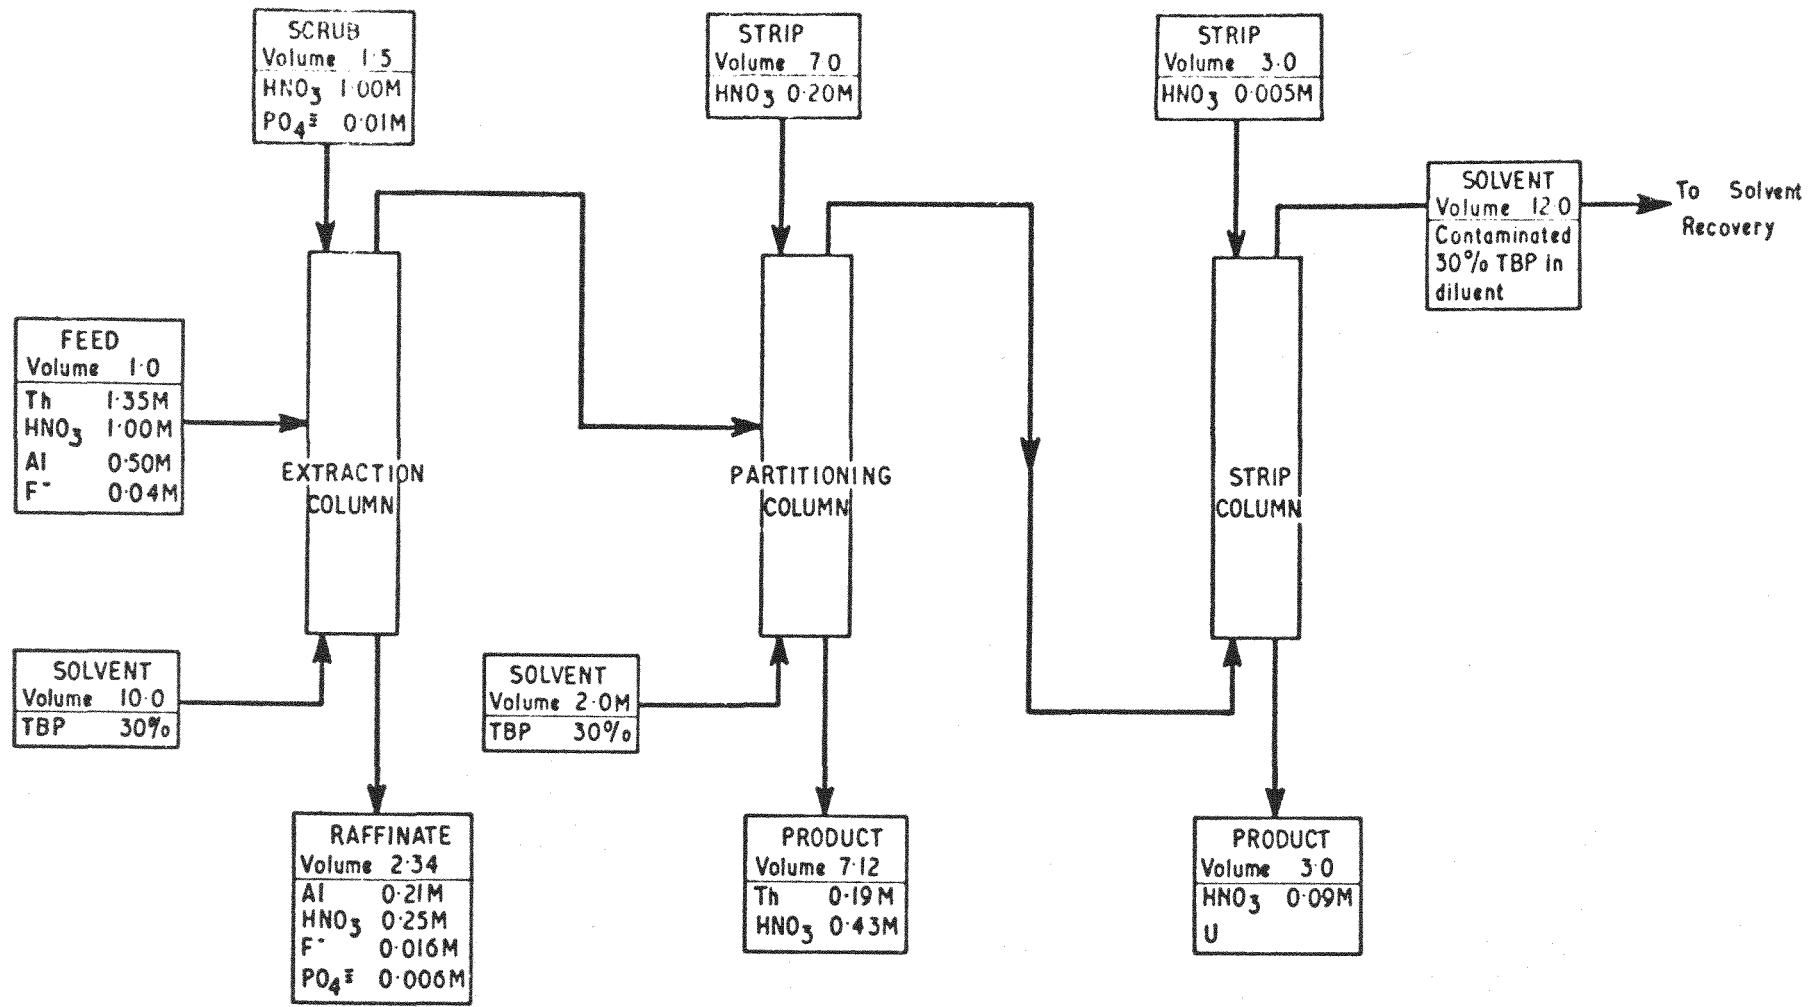 SCRUB
Volume 1·5
HNO3 1·00M
PO4≡ 0·01M
STRIP
Volume 7·0
HNO3 0·20M
STRIP
Volume 3·0
HNO3 0·005M
SOLVENT
Volume 12·0
Contaminated
30% TBP in
diluent
To Solvent
Recovery
FEED
Volume 1·0
Th 1·35M
HNO3 1·00M
Al 0·50M
F- 0·04M
EXTRACTION
COLUMN
PARTITIONING
COLUMN
STRIP
COLUMN
SOLVENT
Volume 10·0
TBP 30%
SOLVENT
Volume 2·0M
TBP 30%
RAFFINATE
Volume 2·34
Al 0·21M
HNO3 0·25M
F- 0·016M
PO4≡ 0·006M
PRODUCT
Volume 7·12
Th 0·19M
HNO3 0·43M
PRODUCT
Volume 3·0
HNO3 0·09M
U